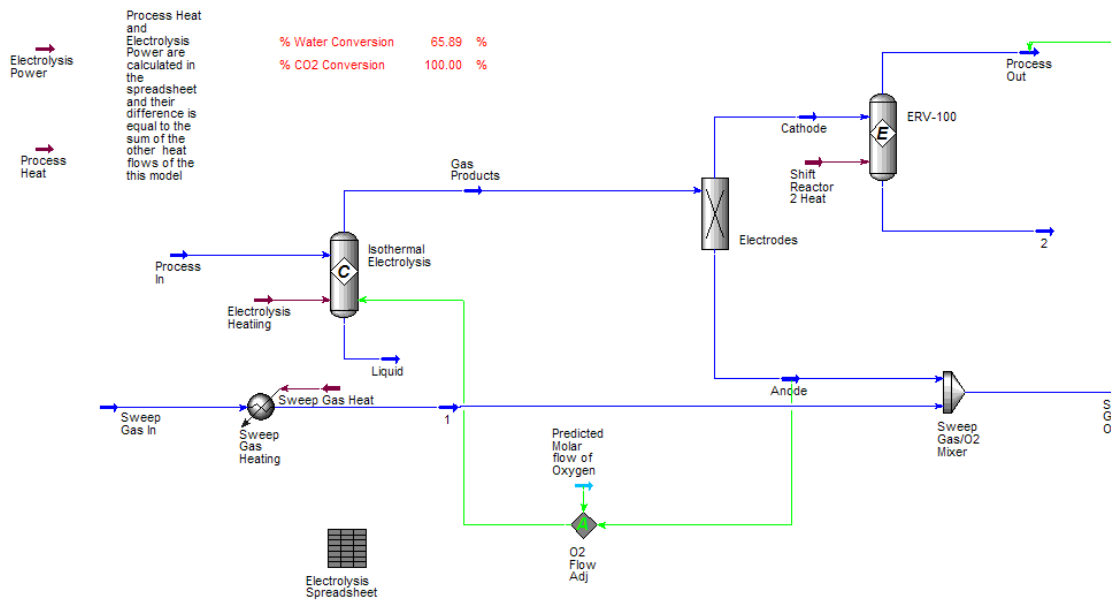 Process Heat
and
Electrolysis
Power are
calculated in
the
spreadsheet
and their
difference is
equal to the
sum of the
other heat
flows of the
this model
% Water Conversion 65.89 %
% CO2 Conversion 100.00 %
Electrolysis
Power
Process
Heat
Process
Out
ERV-100
E
Cathode
Shift
Reactor
2 Heat
Gas
Products
Electrodes
2
Isothermal
Electrolysis
C
Process
In
Electrolysis
Heatiing
Liquid
Anode
Sweep Gas Heat
Sweep
Gas In
1
Sweep
Gas
Heating
Sweep
Gas/O2
Mixer
S
G
O
Predicted
Molar
flow of
Oxygen
A
O2
Flow
Adj
Electrolysis
Spreadsheet